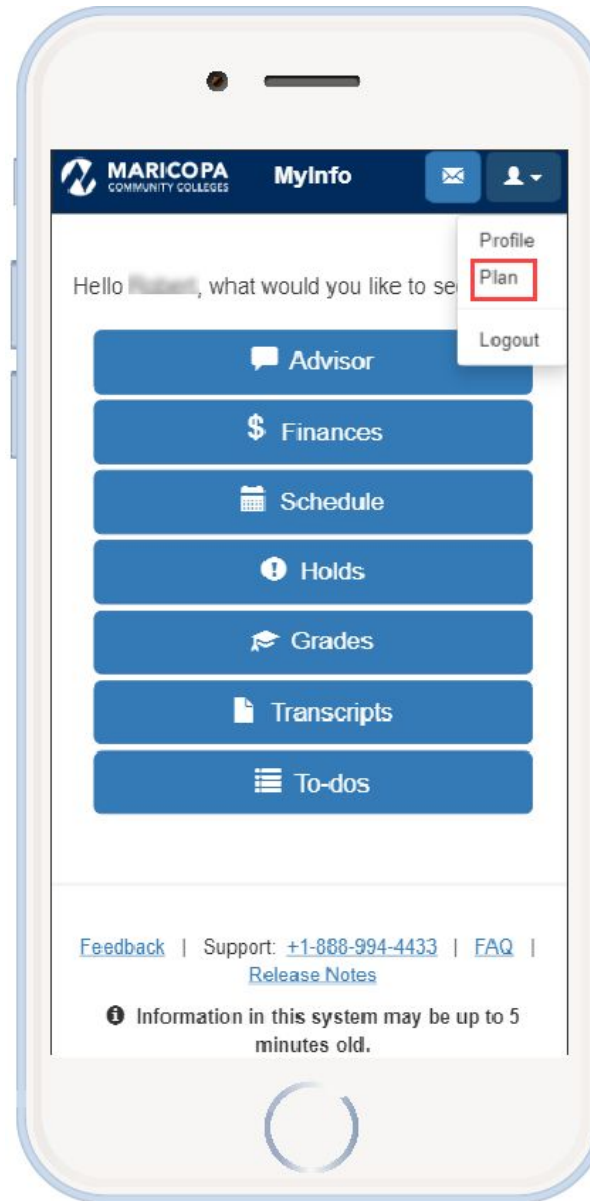 MARICOPA
COMMUNITY COLLEGES
MyInfo
Profile
Plan
Logout
Hello , what would you like to se
Advisor
$ Finances
Schedule
Holds
Grades
Transcripts
To-dos
Feedback | Support: +1-888-994-4433 | FAQ |
Release Notes
Information in this system may be up to 5
minutes old.